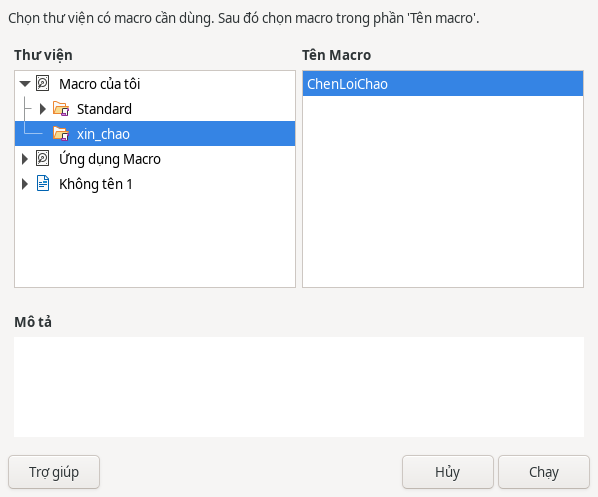 Chọn thư viện có macro cần dùng. Sau đó chọn macro trong phần 'Tên macro'.
Thư viện
Tên Macro
Macro của tôi
ChenLoiChao
Standard
xin_chao
Ứng dụng Macro
Không tên 1
Mô tả
Trợ giúp
Hủy
Chạy